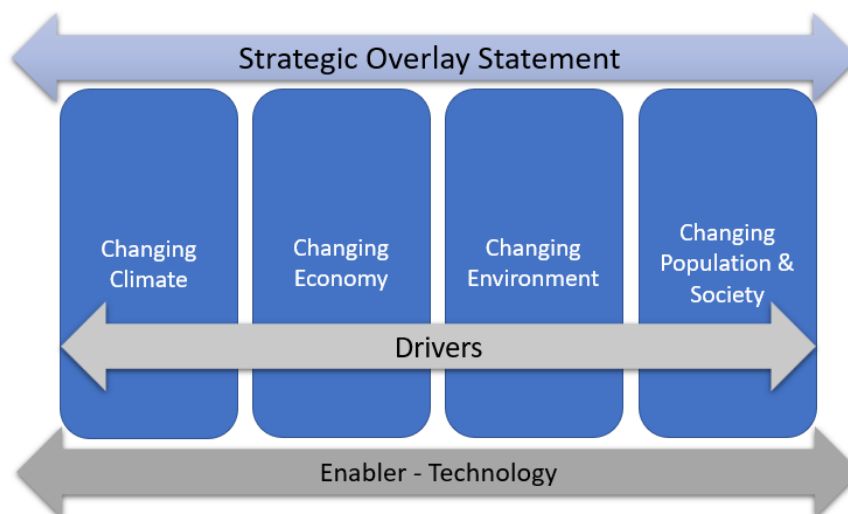 Strategic Overlay Statement
Changing
Climate
Changing
Economy
Changing
Environment
Changing
Population &
Society
Drivers
Enabler - Technology